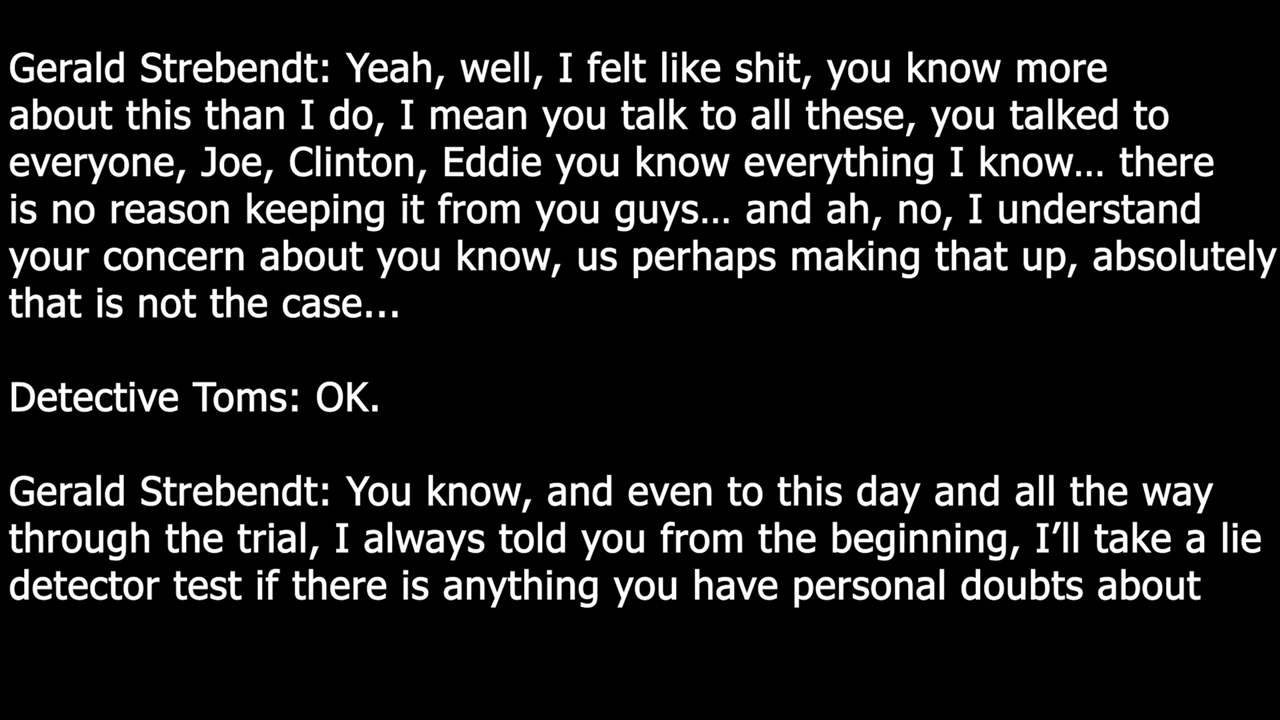 Gerald Strebendt: Yeah, well, I felt like shit, you know more
about this than I do, I mean you talk to all these, you talked to
everyone, Joe, Clinton, Eddie you know everything I know... there
is no reason keeping it from you guys... and ah, no, I understand
your concern about you know, us perhaps making that up, absolutely
that is not the case...
Detective Toms: OK.
Gerald Strebendt: You know, and even to this day and all the way
through the trial, I always told you from the beginning, I’ll take a lie
detector test if there is anything you have personal doubts about